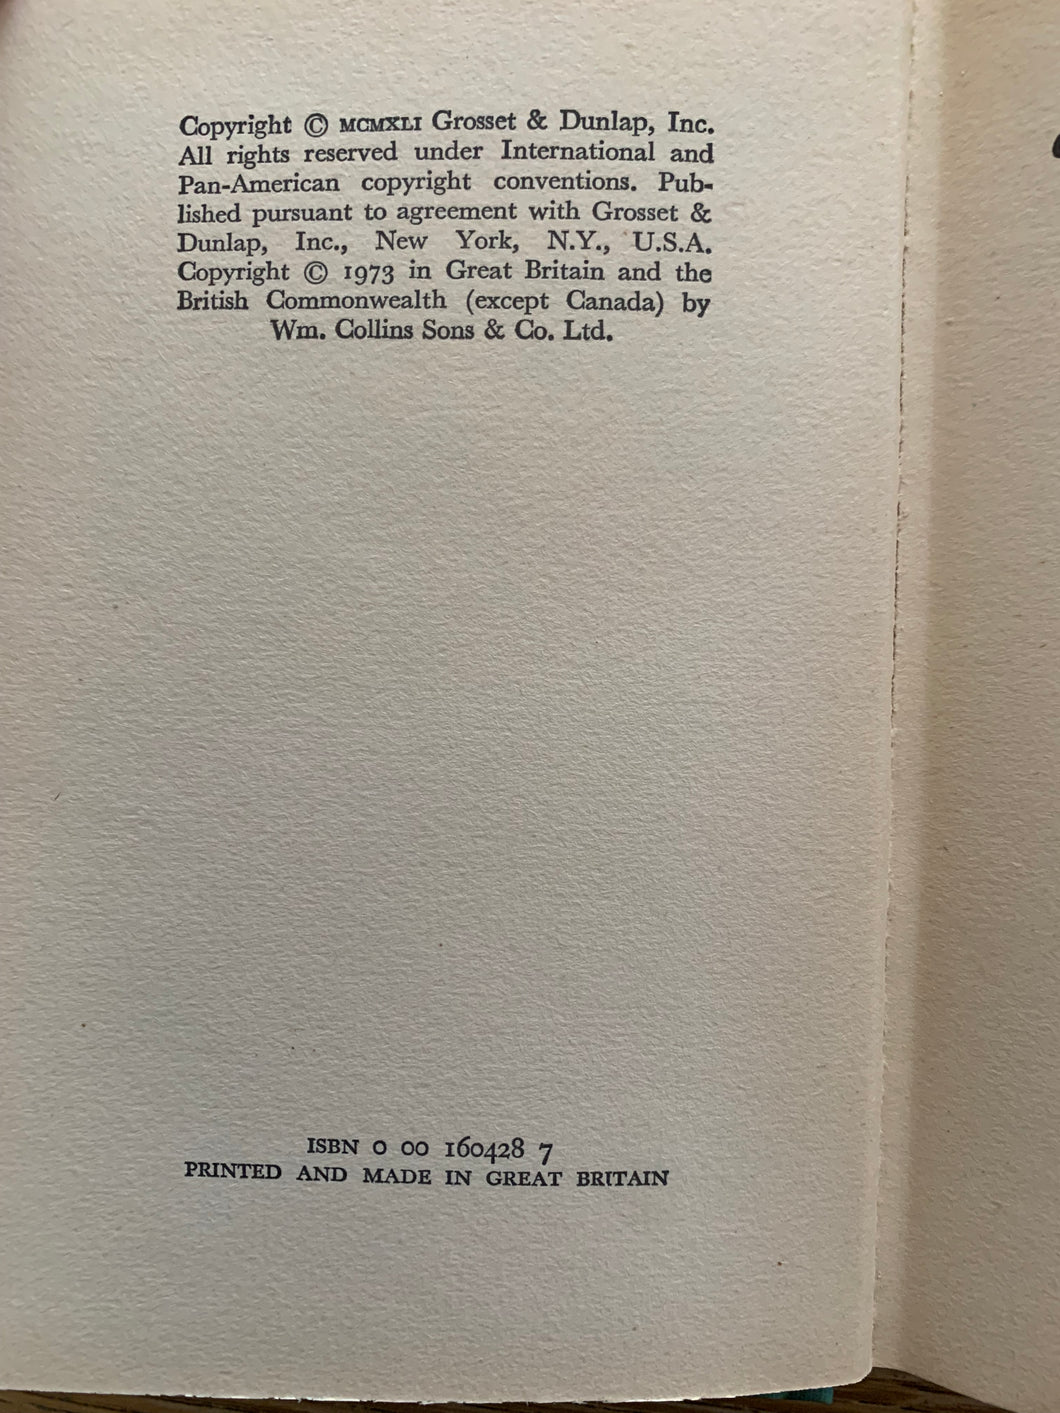 Copyright © MCMXLI Grosset & Dunlap, Inc.
All rights reserved under International and
Pan-American copyright conventions. Pub-
lished pursuant to agreement with Grosset &
Dunlap, Inc., New York, N.Y., U.S.A.
Copyright © 1973 in Great Britain and the
British Commonwealth (except Canada) by
Wm. Collins Sons & Co. Ltd.
ISBN 0 00 160428 7
PRINTED AND MADE IN GREAT BRITAIN